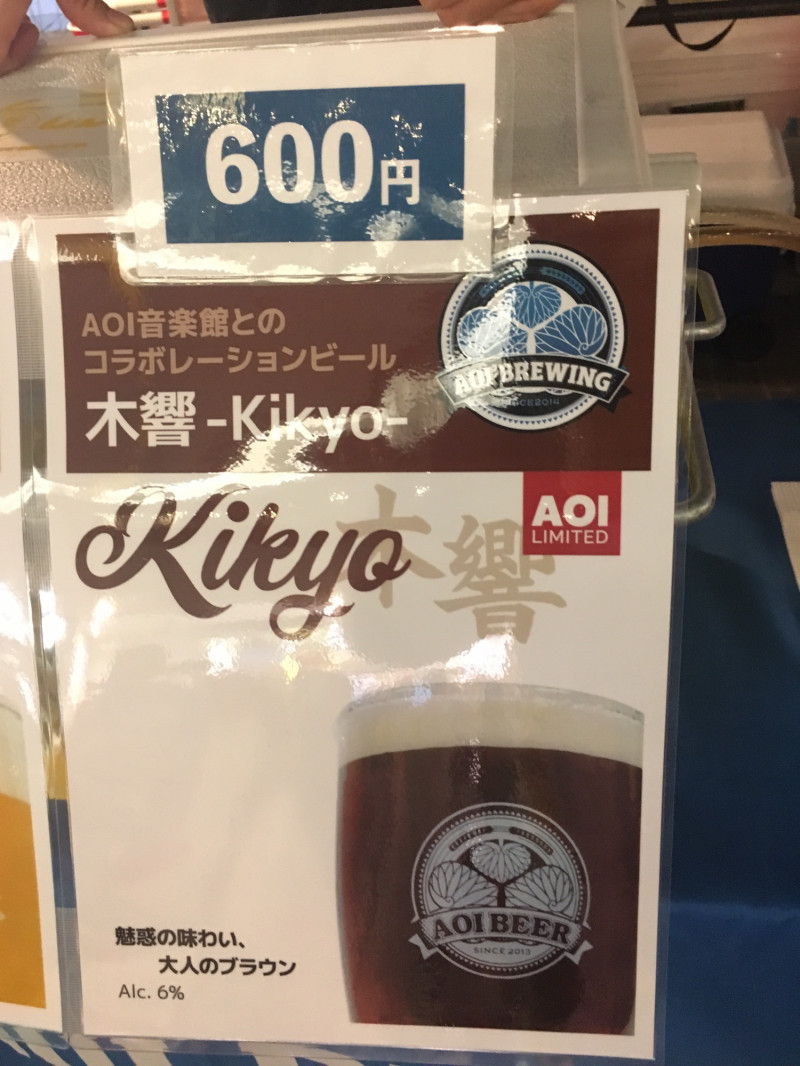 600円
AOI音楽館との
コラボレーションビール
木響 -Kikyo-
AOI BREWING
SINCE 2014
Kikyo
木響
AOI
LIMITED
AOI BEER
SINCE 2013
魅惑の味わい、
大人のブラウン
Alc. 6%